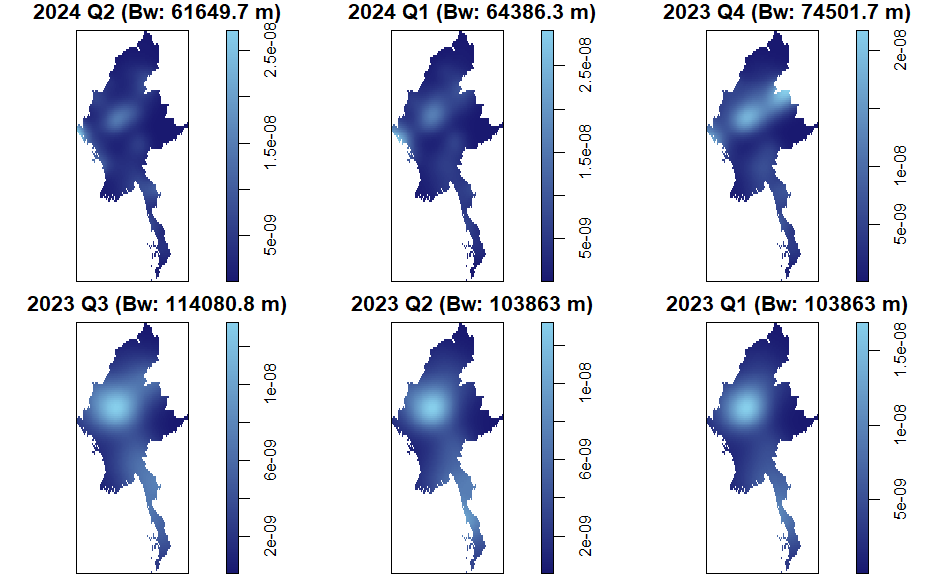 2024 Q2 (Bw: 61649.7 m)
2024 Q1 (Bw: 64386.3 m)
2023 Q4 (Bw: 74501.7 m)
5e-09
1.5e-08
2.5e-08
5e-09
1.5e-08
2.5e-08
5e-09
1e-08
2e-08
2023 Q3 (Bw: 114080.8 m)
2023 Q2 (Bw: 103863 m)
2023 Q1 (Bw: 103863 m)
2e-09
6e-09
1e-08
2e-09
6e-09
1e-08
5e-09
1e-08
1.5e-08